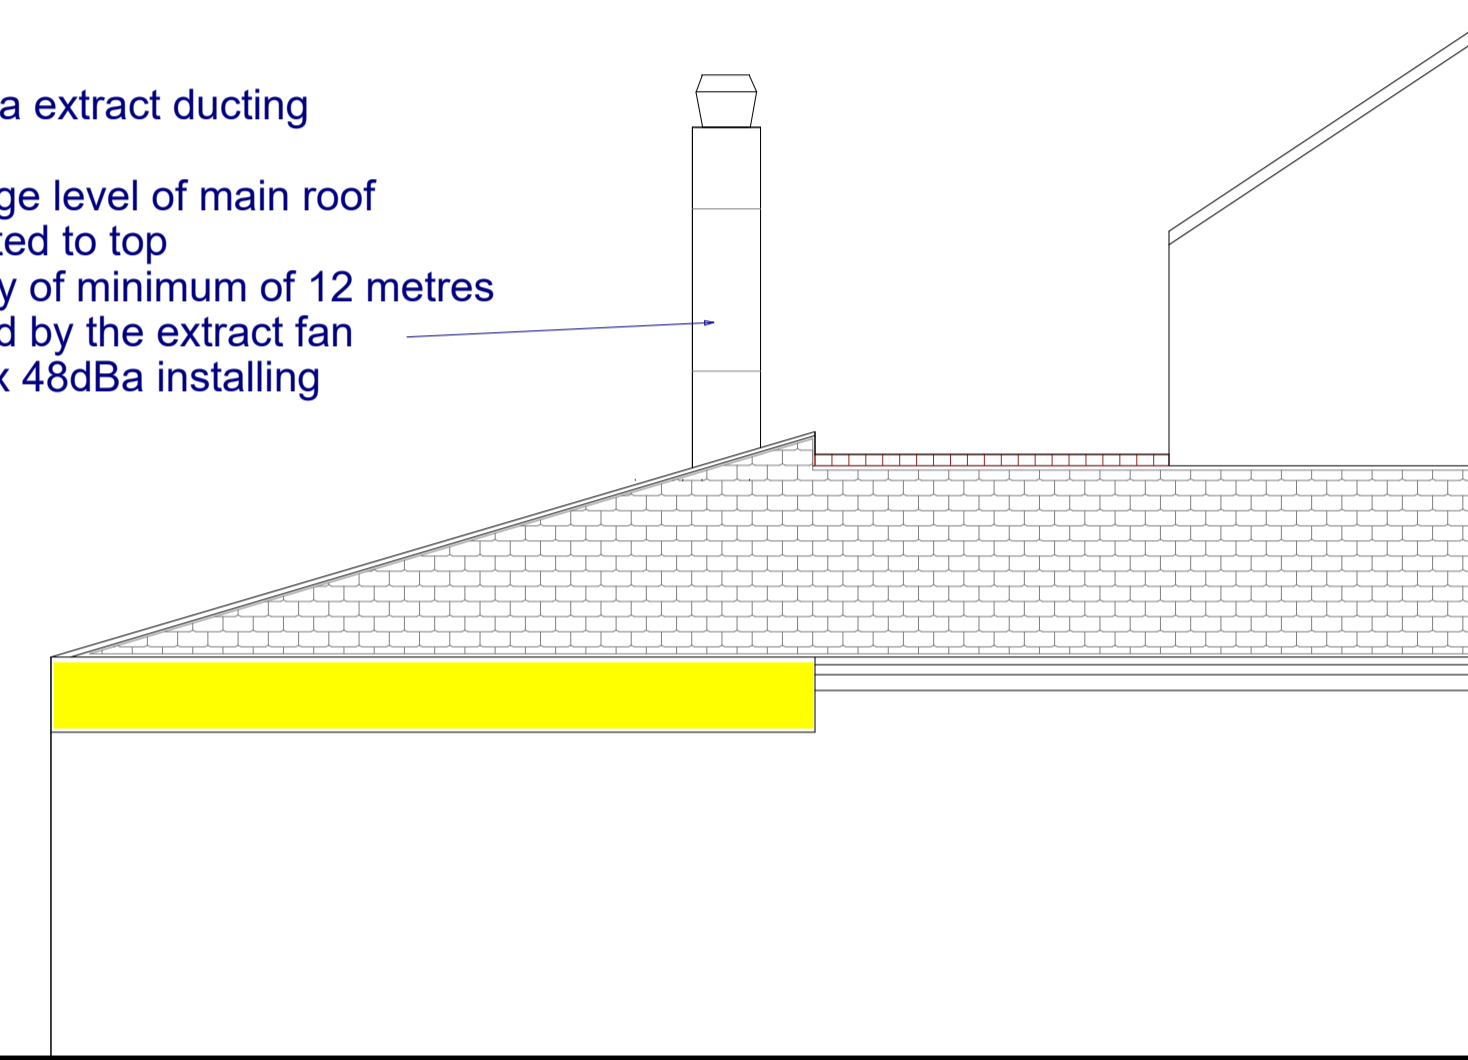 a extract ducting
ge level of main roof
ted to top
y of minimum of 12 metres
d by the extract fan
x 48dBa installing